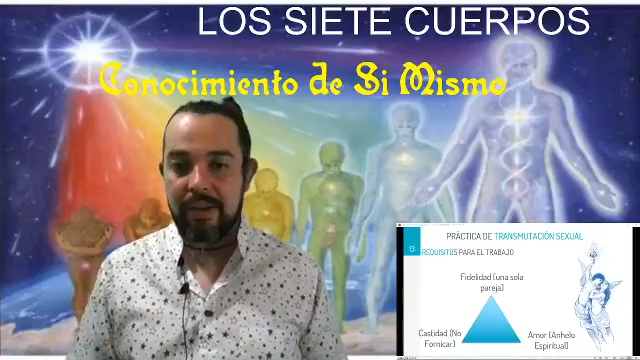 LOS SIETE CUERPOS
Conocimiento de Si Mismo
PRÁCTICA DE TRANSMUTACIÓN SEXUAL
13
REQUISITOS PARA EL TRABAJO
Fidelidad (una sola
pareja)
Castidad (No
Fornicar)
Amor (Anhelo
Espiritual)